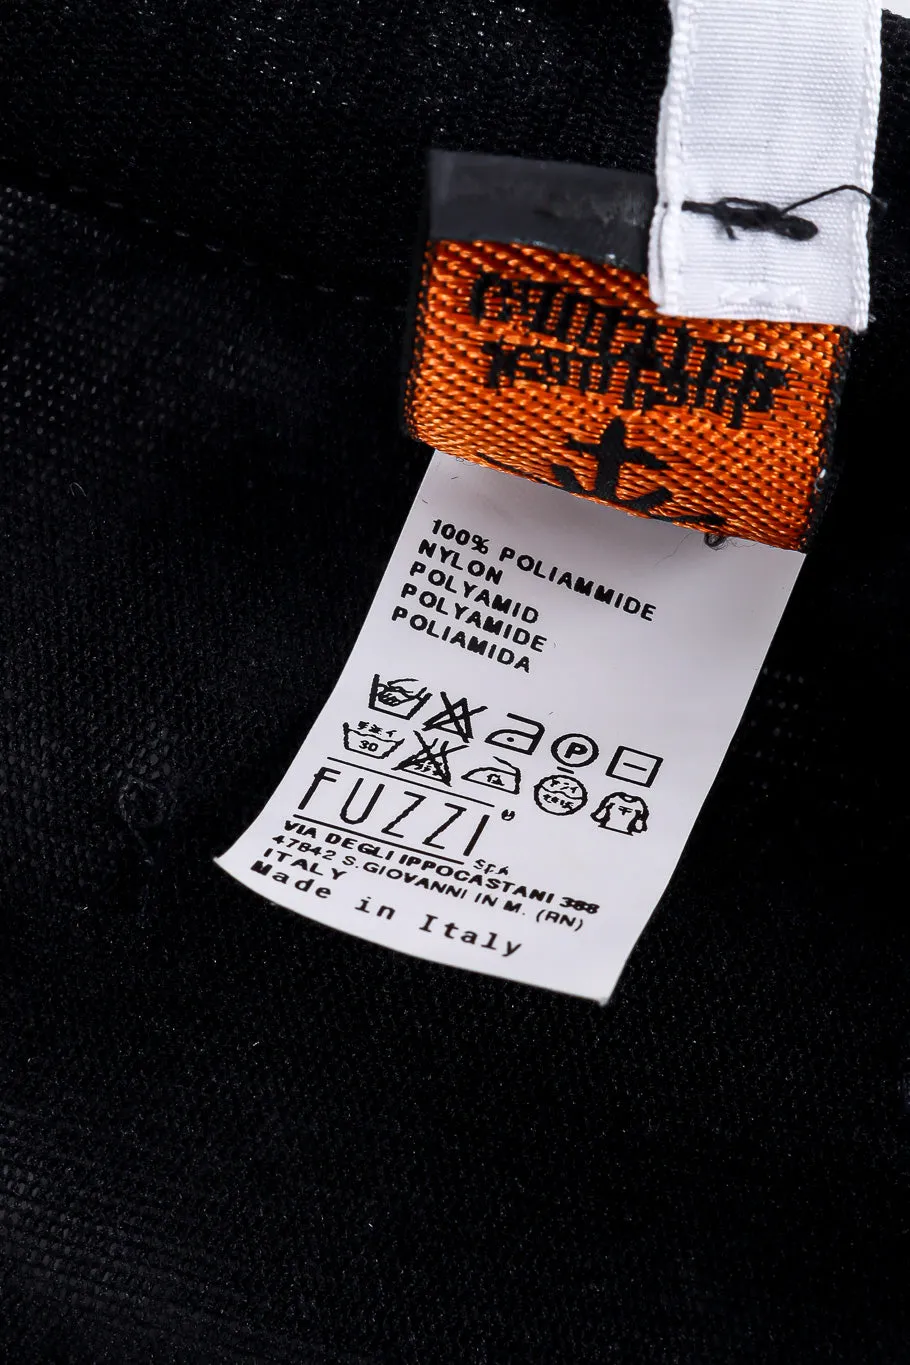 100% POLIAMMIDE
NYLON
POLYAMID
POLYAMIDE
POLIAMIDA
P
30
FUZZI SpA
VIA DEGLI IPPOCASTANI 388
47842 S.GIOVANNI IN M. (RN)
ITALY
Made in Italy